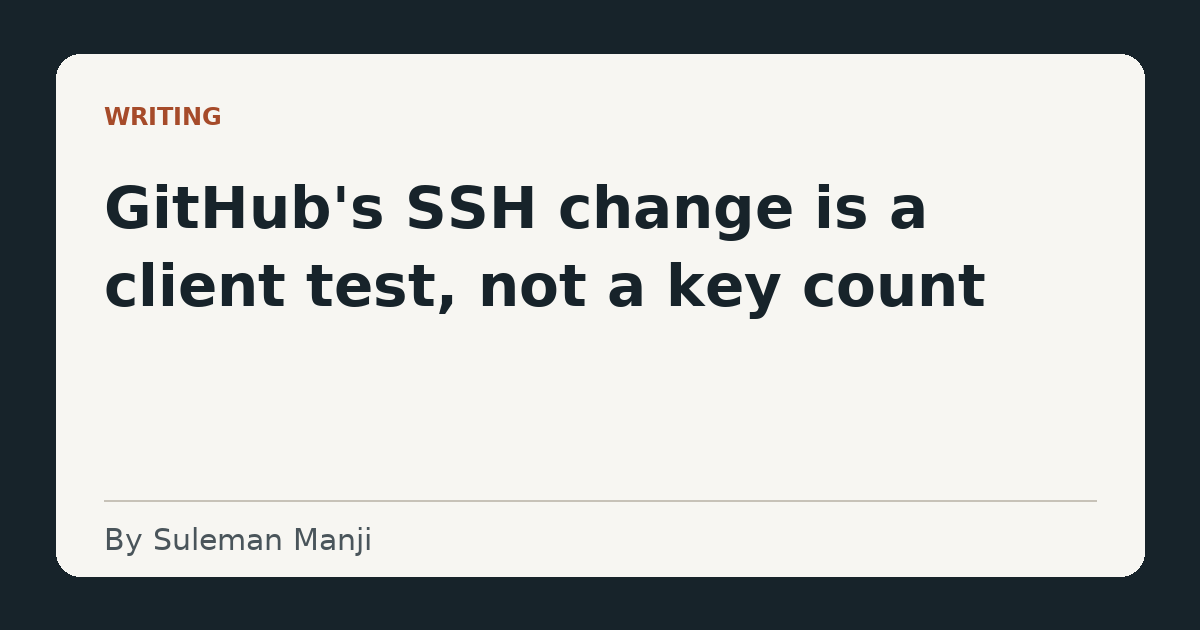 WRITING
GitHub's SSH change is a
client test, not a key count
By Suleman Manji